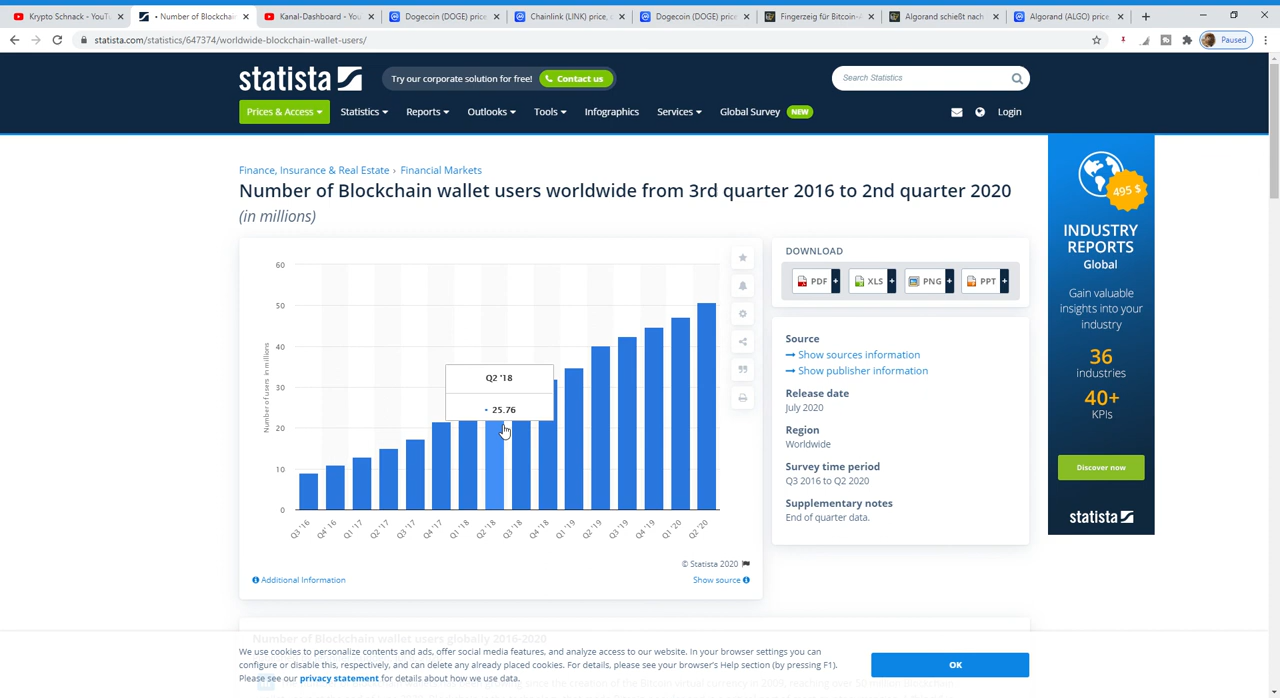 Krypto Schnack - YouTu
• Number of Blockchain
Kanal-Dashboard - You
Dogecoin (DOGE) price,
Chainlink (LINK) price, c
Dogecoin (DOGE) price,
Fingerzeig für Bitcoin-A
Algorand schießt nach
Algorand (ALGO) price
statista.com/statistics/647374/worldwide-blockchain-wallet-users/
Paused
statista
Try our corporate solution for free!
Contact us
Search Statistics
Prices & Access
Statistics
Reports
Outlooks
Tools
Infographics
Services
Global Survey
NEW
Login
Finance, Insurance & Real Estate › Financial Markets
Number of Blockchain wallet users worldwide from 3rd quarter 2016 to 2nd quarter 2020
(in millions)
60
50
40
30
20
10
0
Number of users in millions
Q2 '18
25.76
Q3 '16
Q4 '16
Q1 '17
Q2 '17
Q3 '17
Q4 '17
Q1 '18
Q2 '18
Q3 '18
Q4 '18
Q1 '19
Q2 '19
Q3 '19
Q4 '19
Q1 '20
Q2 '20
© Statista 2020
Additional Information
Show source
DOWNLOAD
PDF +
XLS +
PNG +
PPT +
Source
Show sources information
Show publisher information
Release date
July 2020
Region
Worldwide
Survey time period
Q3 2016 to Q2 2020
Supplementary notes
End of quarter data.
495 $
INDUSTRY
REPORTS
Global
Gain valuable
insights into your
industry
36
industries
40+
KPIs
Discover now
statista
Number of Blockchain wallet users globally 2016-2020
We use cookies to personalize contents and ads, offer social media features, and analyze access to our website. In your browser settings you can
configure or disable this, respectively, and can delete any already placed cookies. For details, please see your browser's Help section (by pressing F1).
Please see our privacy statement for details about how we use data.
OK